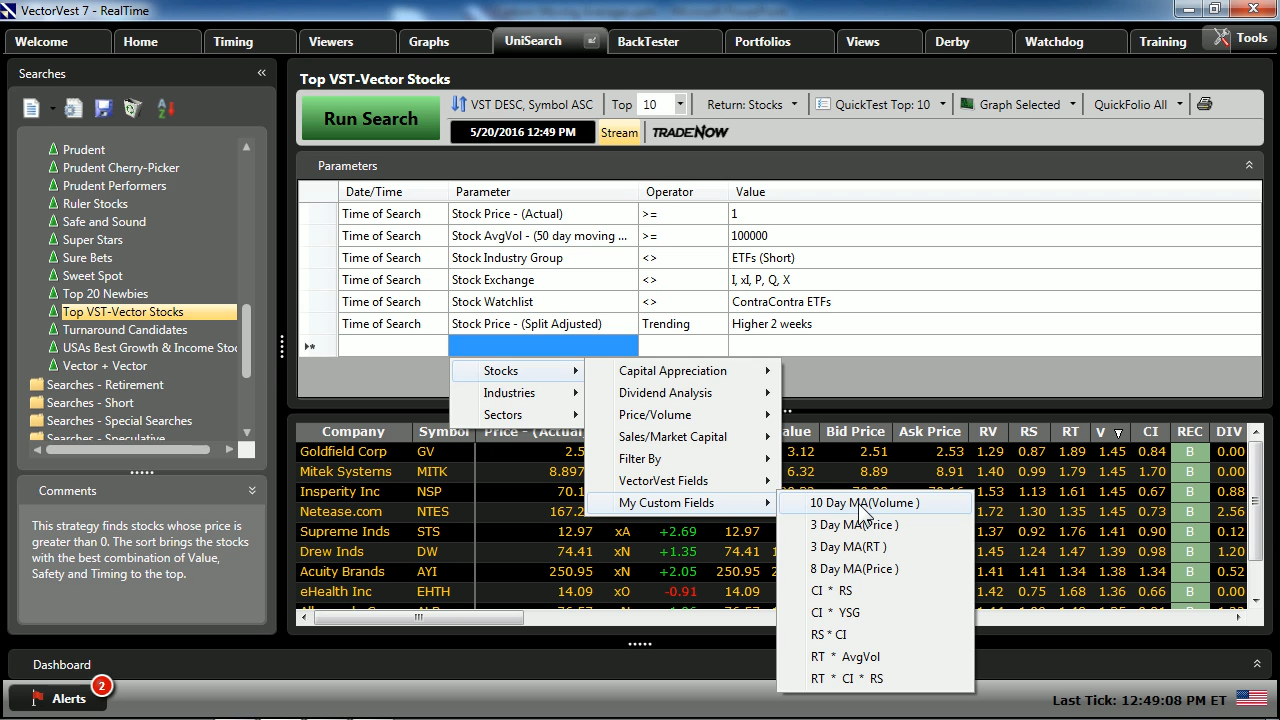 VectorVest 7 - RealTime
Welcome Home Timing Viewers Graphs UniSearch BackTester Portfolios Views Derby Watchdog Training Tools
Searches
Prudent
Prudent Cherry-Picker
Prudent Performers
Ruler Stocks
Safe and Sound
Super Stars
Sure Bets
Sweet Spot
Top 20 Newbies
Top VST-Vector Stocks
Turnaround Candidates
USAs Best Growth & Income Sto
Vector + Vector
Searches - Retirement
Searches - Short
Searches - Special Searches
Searches - Speculative
Comments
This strategy finds stocks whose price is
greater than 0. The sort brings the stocks
with the best combination of Value,
Safety and Timing to the top.
Top VST-Vector Stocks
Run Search
VST DESC, Symbol ASC Top 10 Return: Stocks QuickTest Top: 10 Graph Selected QuickFolio All
5/20/2016 12:49 PM Stream TRADENOW
Parameters
Date/Time Parameter Operator Value
Time of Search Stock Price - (Actual) >= 1
Time of Search Stock AvgVol - (50 day moving ... >= 100000
Time of Search Stock Industry Group <> ETFs (Short)
Time of Search Stock Exchange <> I, xI, P, Q, X
Time of Search Stock Watchlist <> ContraContra ETFs
Time of Search Stock Price - (Split Adjusted) Trending Higher 2 weeks
Stocks
Industries
Sectors
Capital Appreciation
Dividend Analysis
Price/Volume
Sales/Market Capital
Filter By
VectorVest Fields
My Custom Fields
10 Day MA(Volume )
3 Day MA(Price )
3 Day MA(RT )
8 Day MA(Price )
CI * RS
CI * YSG
RS * CI
RT * AvgVol
RT * CI * RS
Company Symbol Price - (Actual alue Bid Price Ask Price RV RS RT V CI REC DIV
Goldfield Corp GV 2.5 3.12 2.51 2.53 1.29 0.87 1.89 1.45 0.84 B 0.00
Mitek Systems MITK 8.897 6.32 8.89 8.91 1.40 0.99 1.79 1.45 1.70 B 0.00
Insperity Inc NSP 70.1 1.53 1.13 1.61 1.45 B
Netease.com NTES 167.2 1.72 1.30 1.35 1.45 0.73 B 2.56
Supreme Inds STS 12.97 xA +2.69 12.97 1.37 0.92 1.76 1.41 0.90 B 0.12
Drew Inds DW 74.41 xN +1.35 74.41 1.45 1.24 1.47 1.39 0.98 B 1.20
Acuity Brands AYI 250.95 xN +2.05 250.95 1.41 1.41 1.34 1.38 1.34 B 0.52
eHealth Inc EHTH 14.09 xO -0.91 14.09 1.42 0.75 1.68 1.36 0.66 B 0.00
Dashboard
Alerts 2
Last Tick: 12:49:08 PM ET